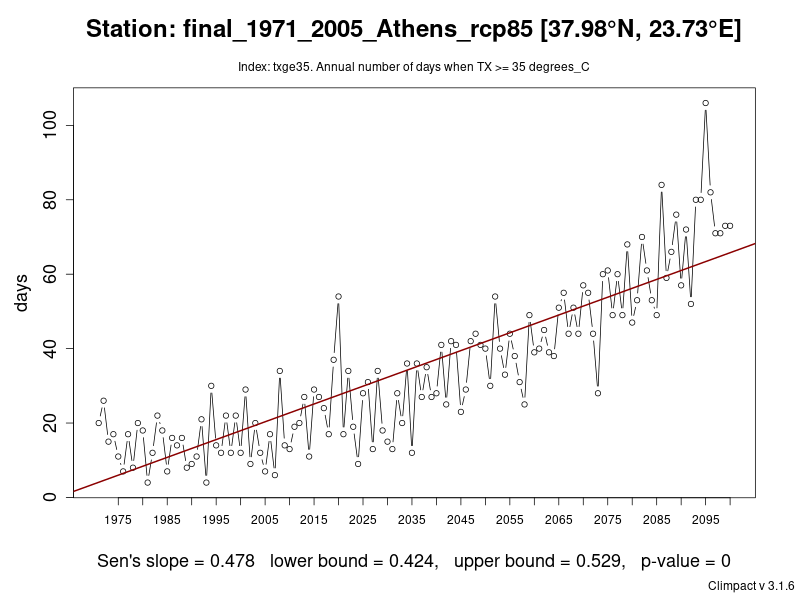 Station: final_1971_2005_Athens_rcp85 [37.98°N, 23.73°E]
Index: txge35. Annual number of days when TX >= 35 degrees_C
days
100
80
60
40
20
0
1975 1985 1995 2005 2015 2025 2035 2045 2055 2065 2075 2085 2095
Sen's slope = 0.478 lower bound = 0.424, upper bound = 0.529, p-value = 0
Climpact v 3.1.6